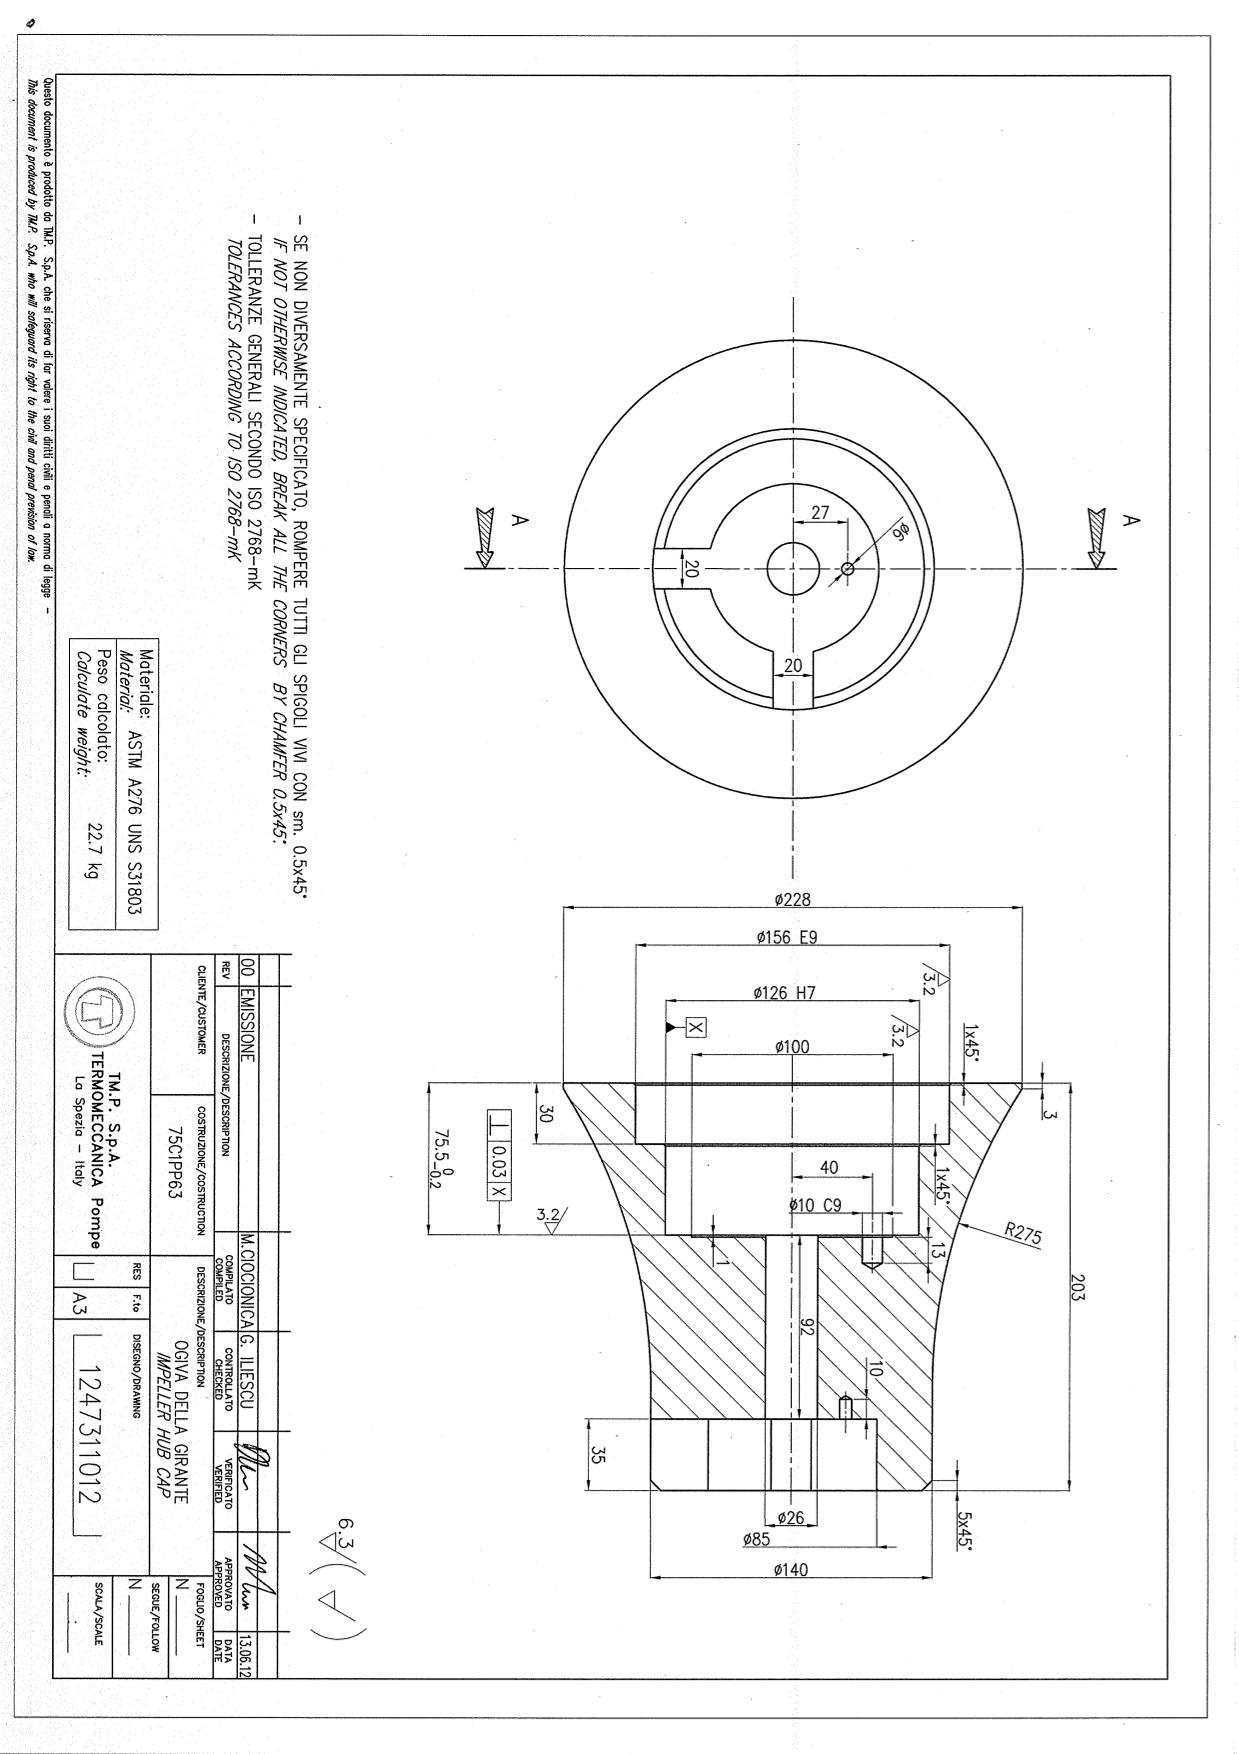 A
A
27
ø6
20
20
ø228
ø156 E9
ø126 H7
ø100
3.2
3.2
X
1x45°
3
30
75.5 0 -0.2
⊥ 0.03 X
3.2
40
ø10 C9
1x45°
13
R275
1
203
92
10
35
ø26
ø85
ø140
5x45°
6.3
- SE NON DIVERSAMENTE SPECIFICATO, ROMPERE TUTTI GLI SPIGOLI VIVI CON sm. 0.5x45°
IF NOT OTHERWISE INDICATED, BREAK ALL THE CORNERS BY CHAMFER 0.5x45°.
- TOLLERANZE GENERALI SECONDO ISO 2768-mK
TOLERANCES ACCORDING TO ISO 2768-mK
Materiale:
Material: ASTM A276 UNS S31803
Peso calcolato:
Calculate weight: 22.7 kg
00 EMISSIONE M.CIOCIONICA G. ILIESCU 13.06.12
REV DESCRIZIONE/DESCRIPTION COMPILATO COMPILED CONTROLLATO CHECKED VERIFICATO VERIFIED APPROVATO APPROVED DATA DATE
CLIENTE/CUSTOMER
COSTRUZIONE/COSTRUCTION
75C1PP63
DESCRIZIONE/DESCRIPTION
OGIVA DELLA GIRANTE
IMPELLER HUB CAP
FOGLIO/SHEET
N
SEGUE/FOLLOW
N
SCALA/SCALE
T.M.P. S.p.A.
TERMOMECCANICA Pompe
La Spezia - Italy
RES
F.to
A3
DISEGNO/DRAWING
1247311012
Questo documento è prodotto da T.M.P. S.p.A. che si riserva di far valere i suoi diritti civili e penali a norma di legge -
This document is produced by T.M.P. S.p.A. who will safeguard its right to the civil and penal prevision of law.